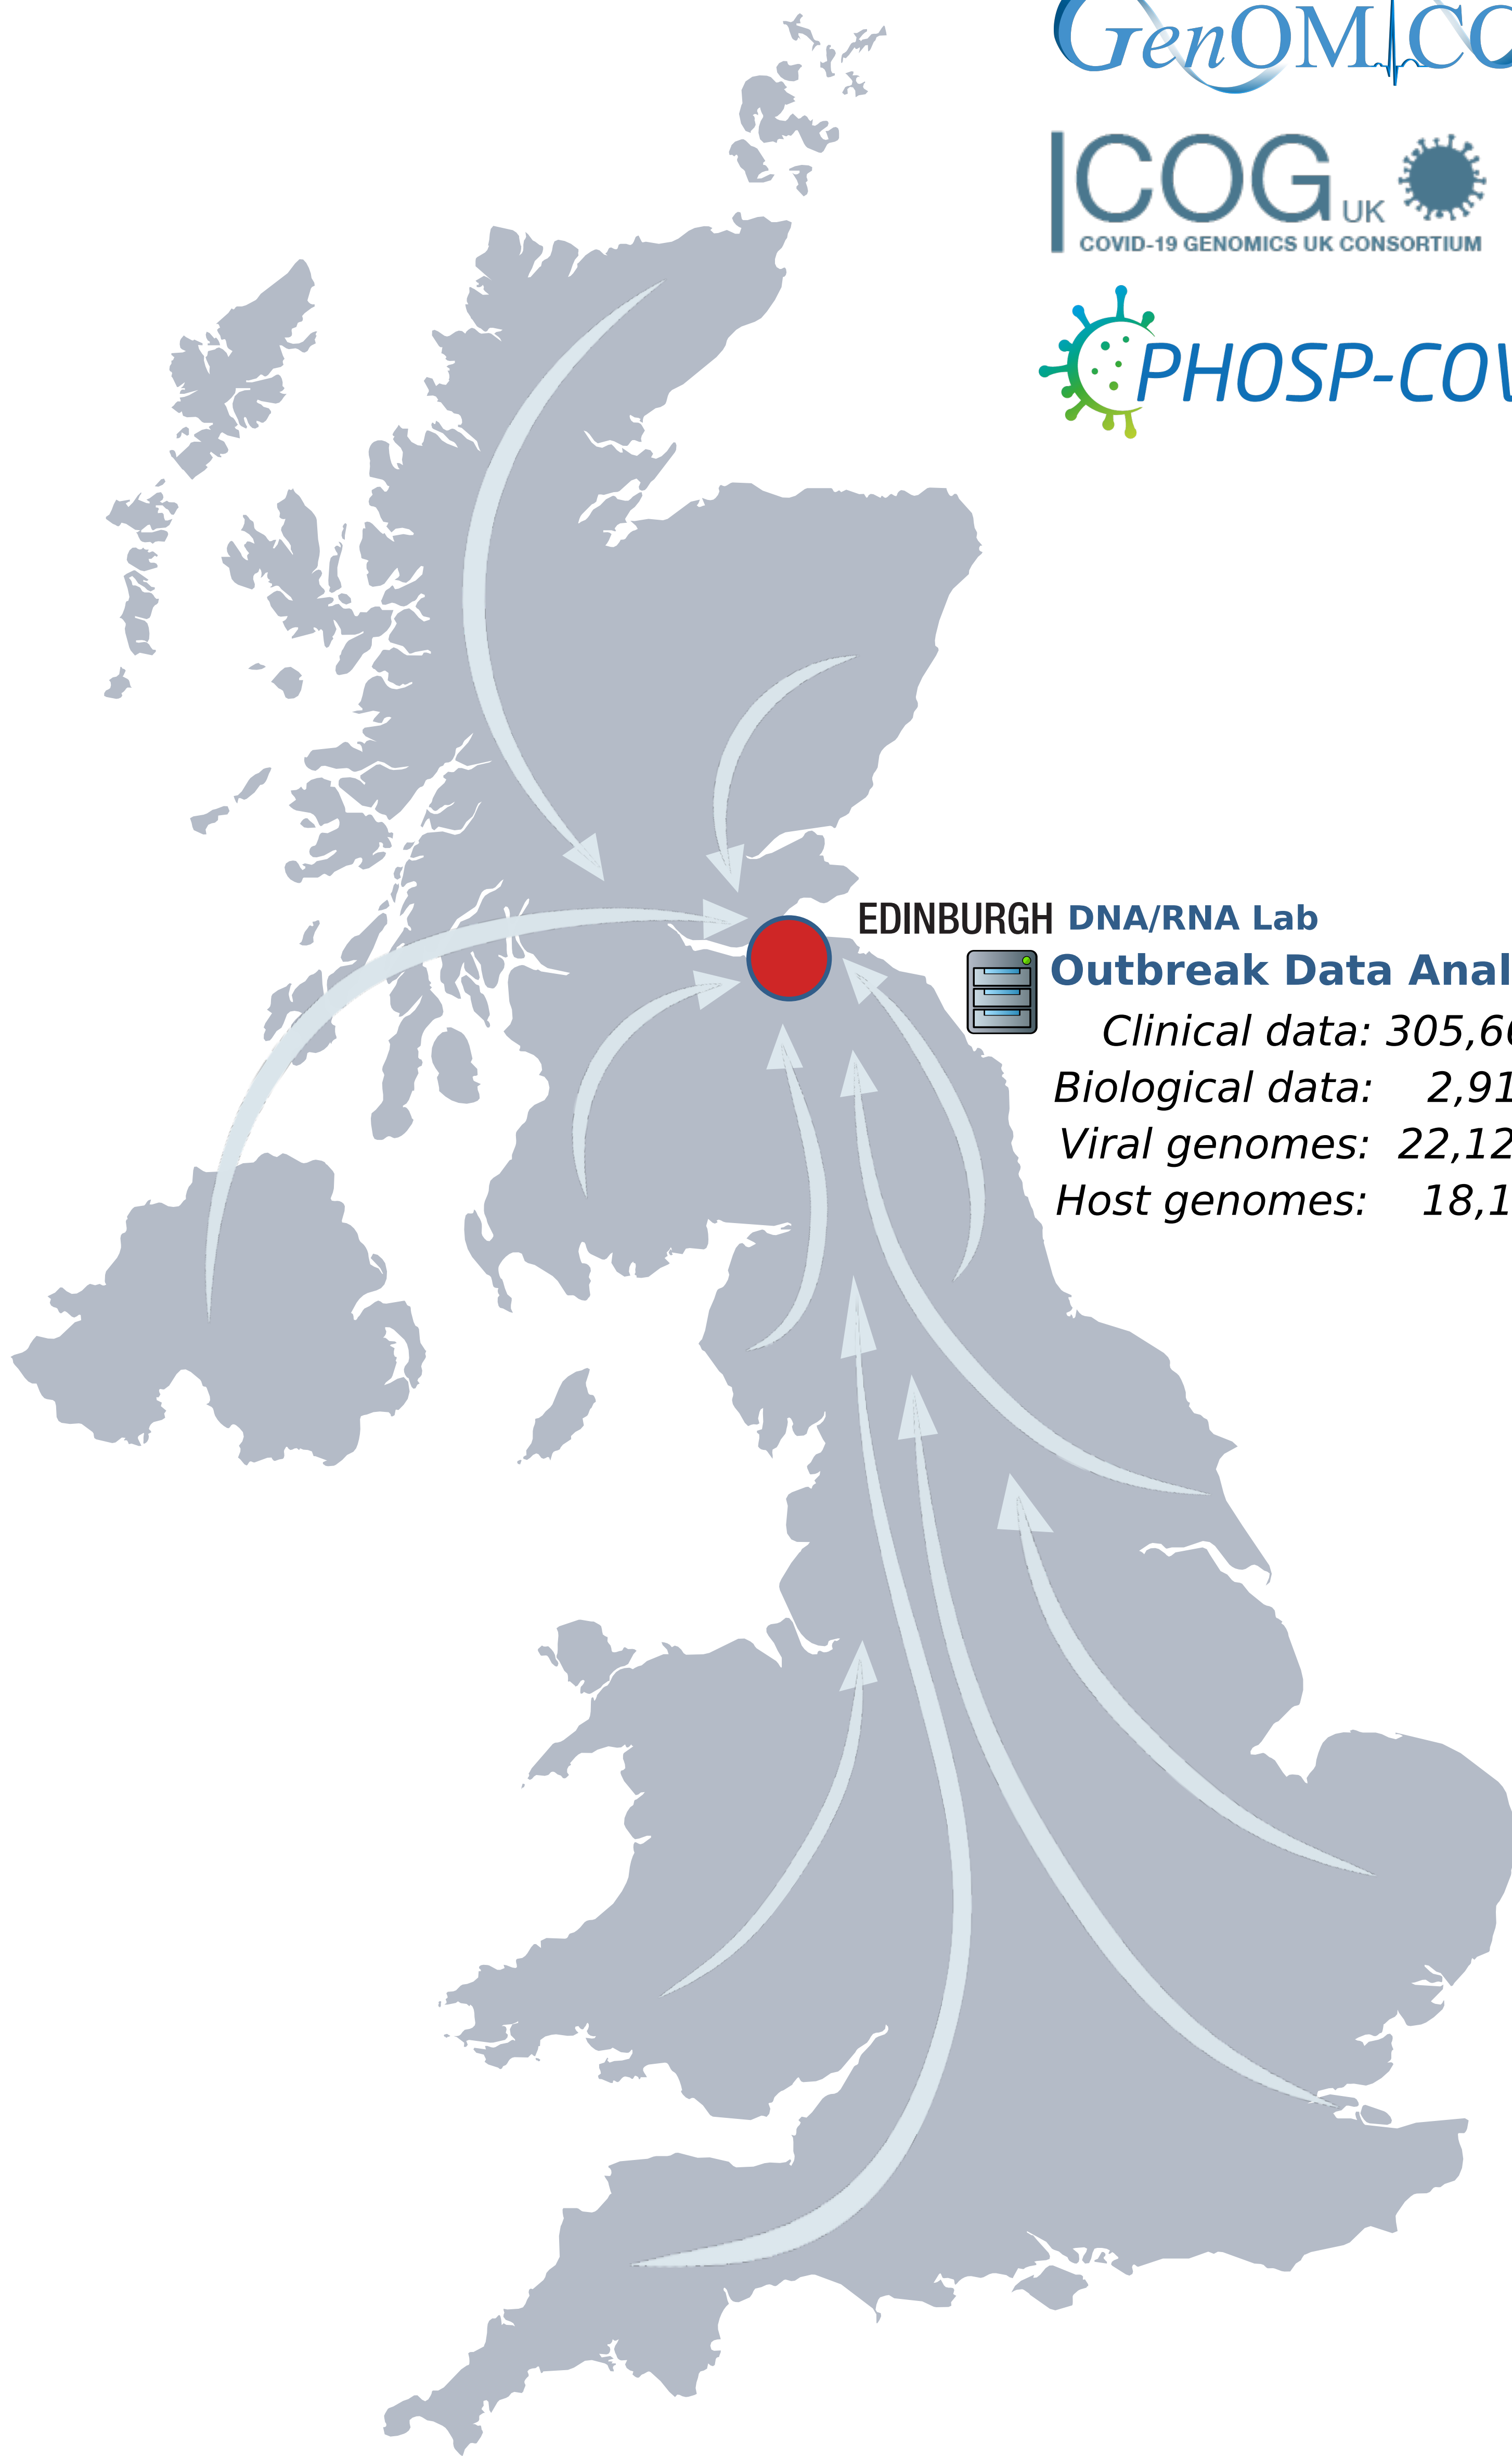 GenOMICC
COG UK
COVID-19 GENOMICS UK CONSORTIUM
PHOSP-COV
EDINBURGH DNA/RNA Lab
Outbreak Data Anal
Clinical data: 305,6
Biological data: 2,91
Viral genomes: 22,12
Host genomes: 18,1